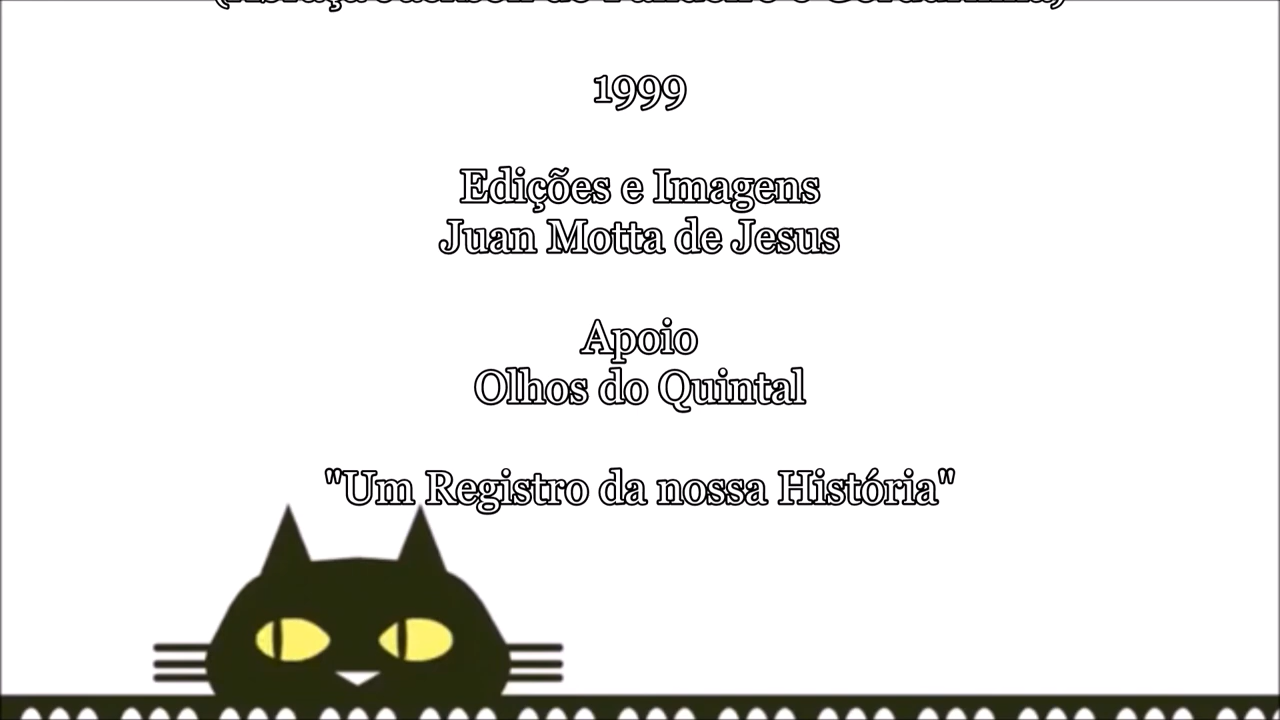 1999
Edições e Imagens
Juan Motta de Jesus
Apoio
Olhos do Quintal
"Um Registro da nossa História"